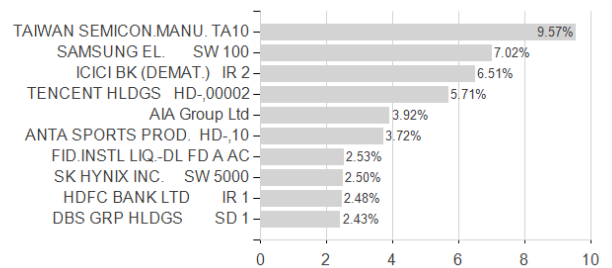 TAIWAN SEMICON.MANU. TA10 9.57%
SAMSUNG EL. SW 100 7.02%
ICICI BK (DEMAT.) IR 2 6.51%
TENCENT HLDGS HD-,00002 5.71%
AIA Group Ltd 3.92%
ANTA SPORTS PROD. HD-,10 3.72%
FID.INSTL LIQ.-DL FD A AC 2.53%
SK HYNIX INC. SW 5000 2.50%
HDFC BANK LTD IR 1 2.48%
DBS GRP HLDGS SD 1 2.43%
0 2 4 6 8 10